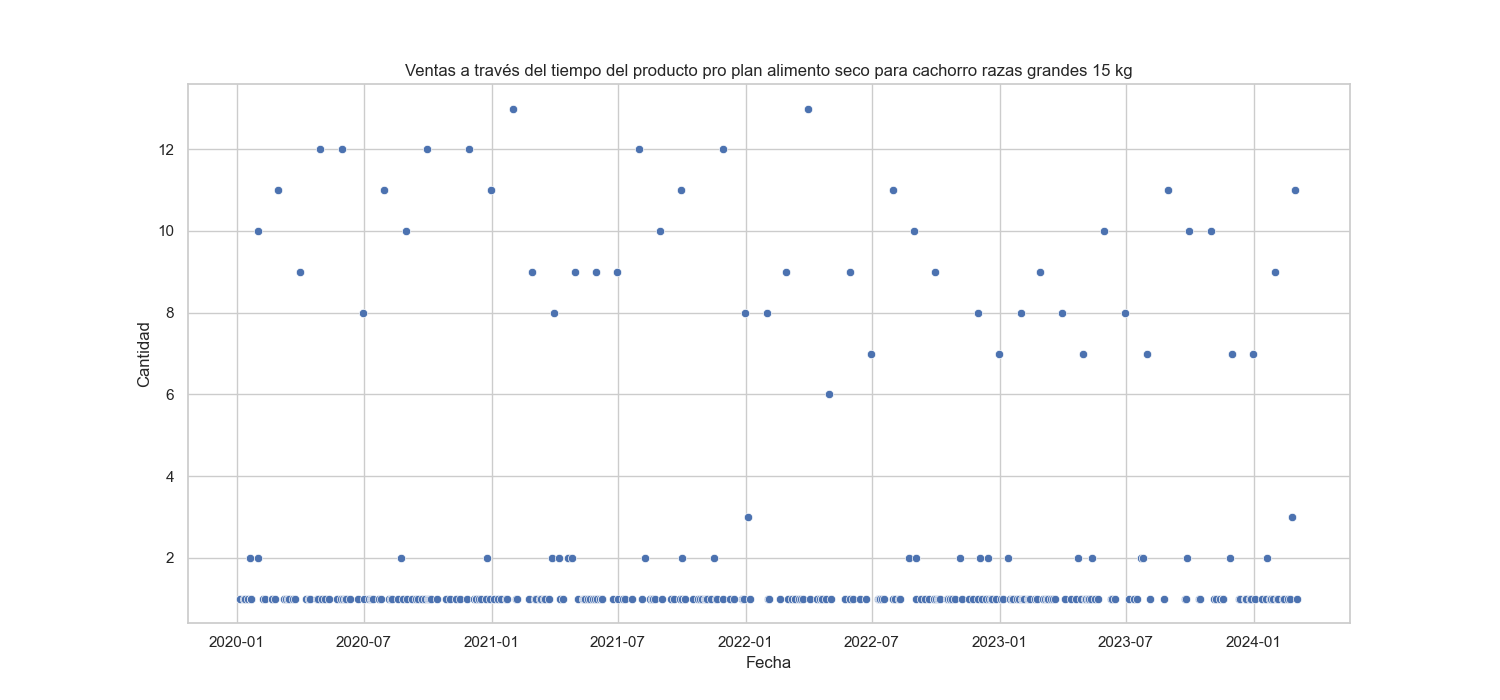 Ventas a través del tiempo del producto pro plan alimento seco para cachorro razas grandes 15 kg
12
10
8
6
4
2
Cantidad
2020-01 2020-07 2021-01 2021-07 2022-01 2022-07 2023-01 2023-07 2024-01
Fecha